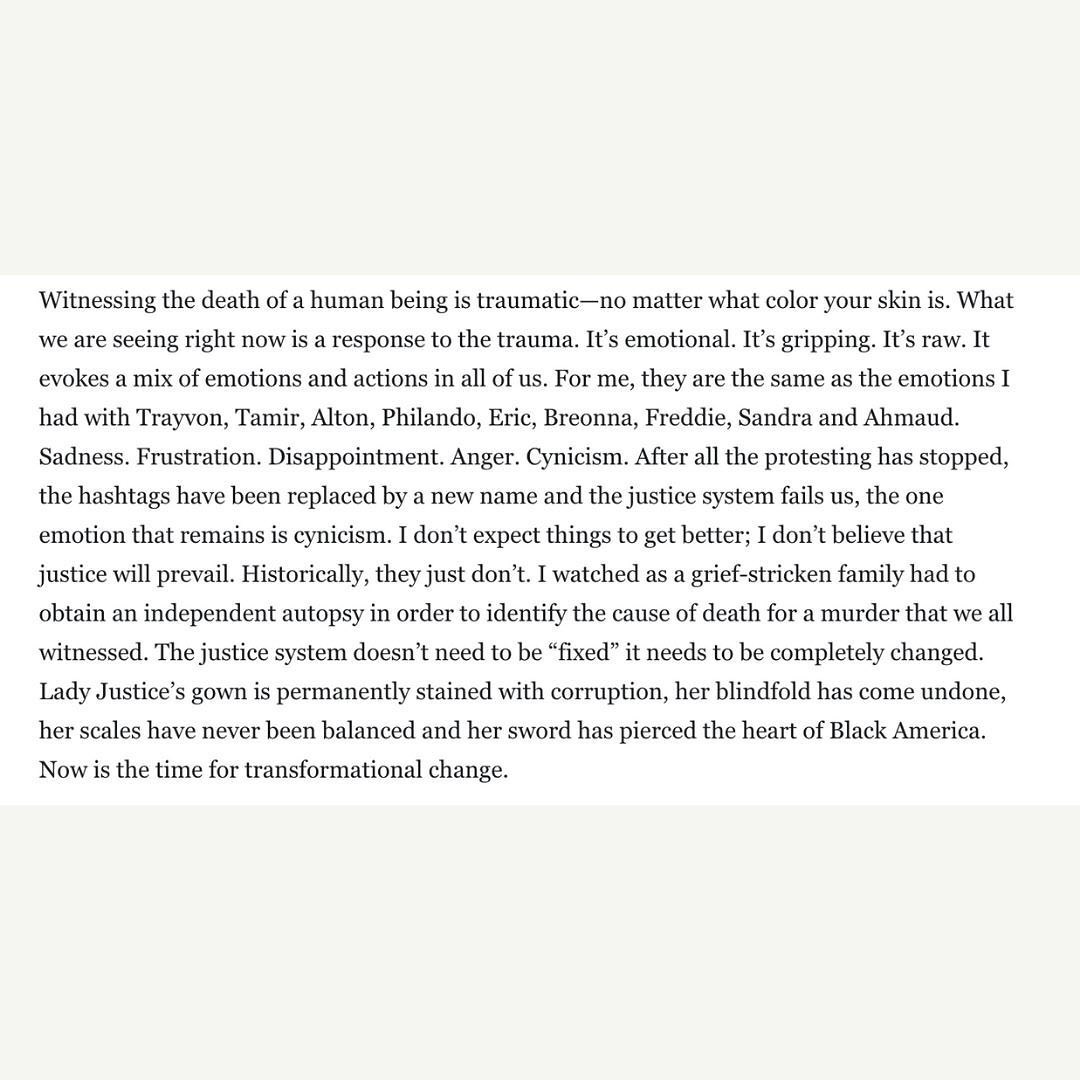 Witnessing the death of a human being is traumatic—no matter what color your skin is. What
we are seeing right now is a response to the trauma. It’s emotional. It’s gripping. It’s raw. It
evokes a mix of emotions and actions in all of us. For me, they are the same as the emotions I
had with Trayvon, Tamir, Alton, Philando, Eric, Breonna, Freddie, Sandra and Ahmaud.
Sadness. Frustration. Disappointment. Anger. Cynicism. After all the protesting has stopped,
the hashtags have been replaced by a new name and the justice system fails us, the one
emotion that remains is cynicism. I don’t expect things to get better; I don’t believe that
justice will prevail. Historically, they just don’t. I watched as a grief-stricken family had to
obtain an independent autopsy in order to identify the cause of death for a murder that we all
witnessed. The justice system doesn’t need to be “fixed” it needs to be completely changed.
Lady Justice’s gown is permanently stained with corruption, her blindfold has come undone,
her scales have never been balanced and her sword has pierced the heart of Black America.
Now is the time for transformational change.